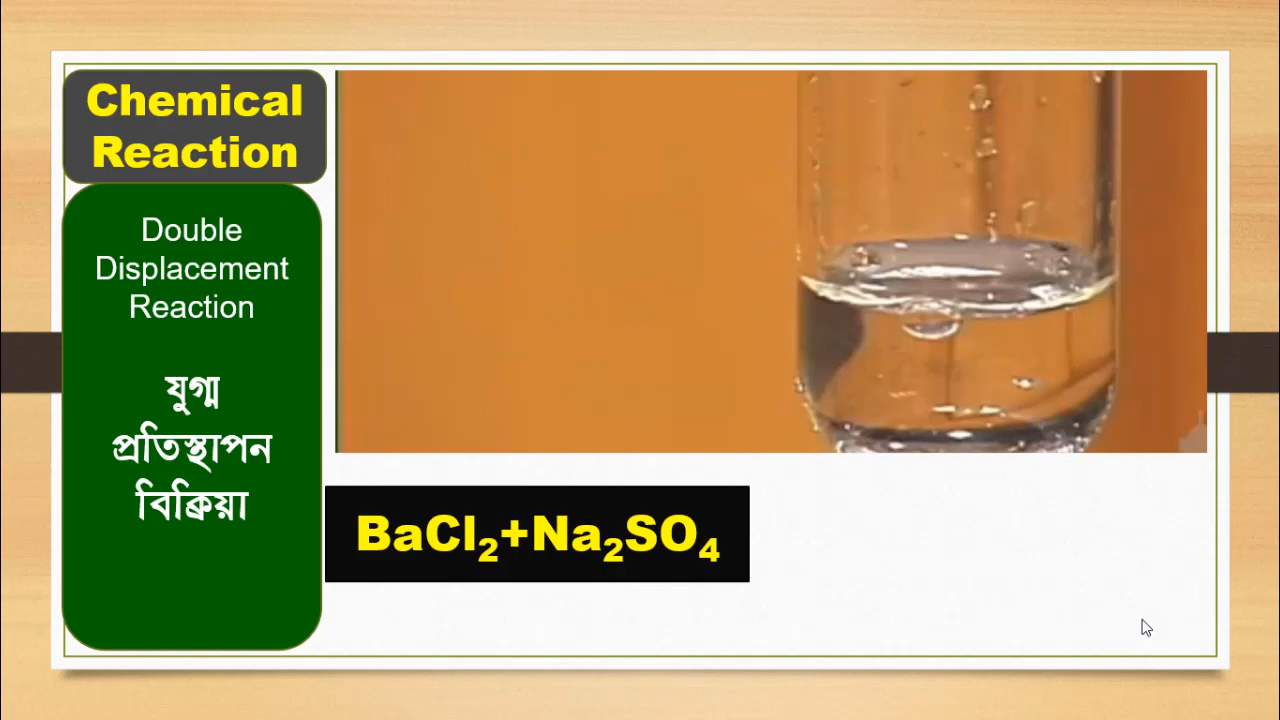 Chemical
Reaction
Double
Displacement
Reaction
যুগ্ম
প্রতিস্থাপন
বিক্রিয়া
BaCl₂+Na₂SO₄